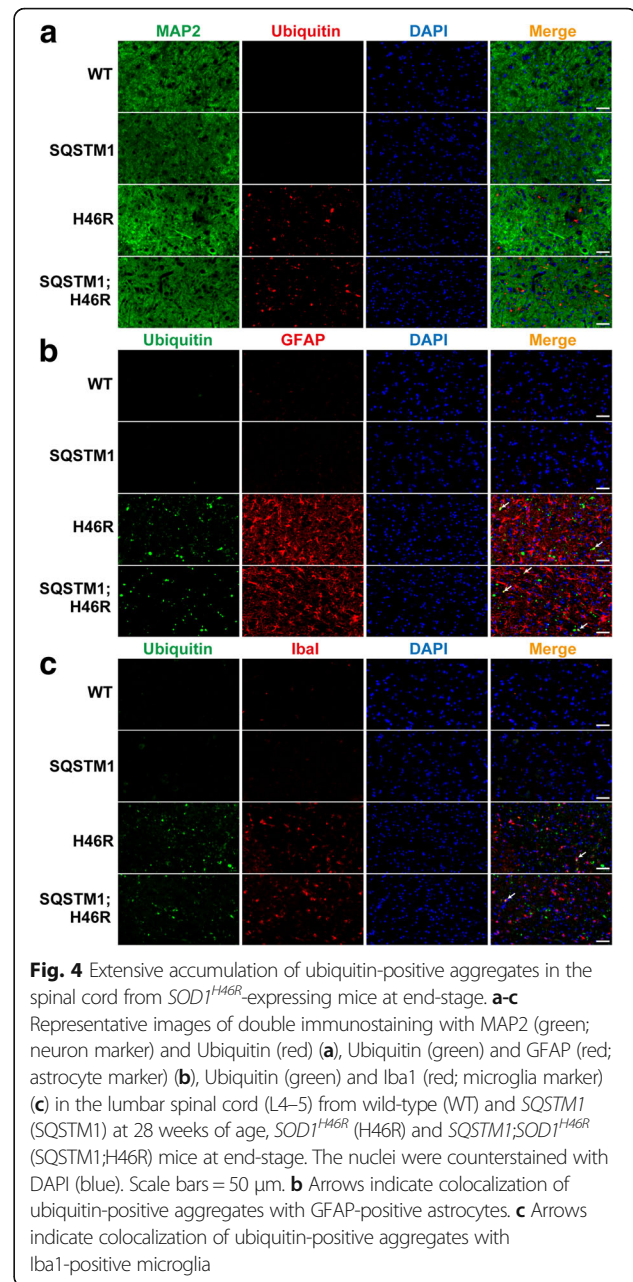 a
MAP2 Ubiquitin DAPI Merge
WT
SQSTM1
H46R
SQSTM1;
H46R
b
Ubiquitin GFAP DAPI Merge
WT
SQSTM1
H46R
SQSTM1;
H46R
c
Ubiquitin Ibal DAPI Merge
WT
SQSTM1
H46R
SQSTM1;
H46R
Fig. 4 Extensive accumulation of ubiquitin-positive aggregates in the
spinal cord from SOD1^H46R-expressing mice at end-stage. a-c
Representative images of double immunostaining with MAP2 (green;
neuron marker) and Ubiquitin (red) (a), Ubiquitin (green) and GFAP (red;
astrocyte marker) (b), Ubiquitin (green) and Iba1 (red; microglia marker)
(c) in the lumbar spinal cord (L4–5) from wild-type (WT) and SQSTM1
(SQSTM1) at 28 weeks of age, SOD1^H46R (H46R) and SQSTM1;SOD1^H46R
(SQSTM1;H46R) mice at end-stage. The nuclei were counterstained with
DAPI (blue). Scale bars = 50 μm. b Arrows indicate colocalization of
ubiquitin-positive aggregates with GFAP-positive astrocytes. c Arrows
indicate colocalization of ubiquitin-positive aggregates with
Iba1-positive microglia